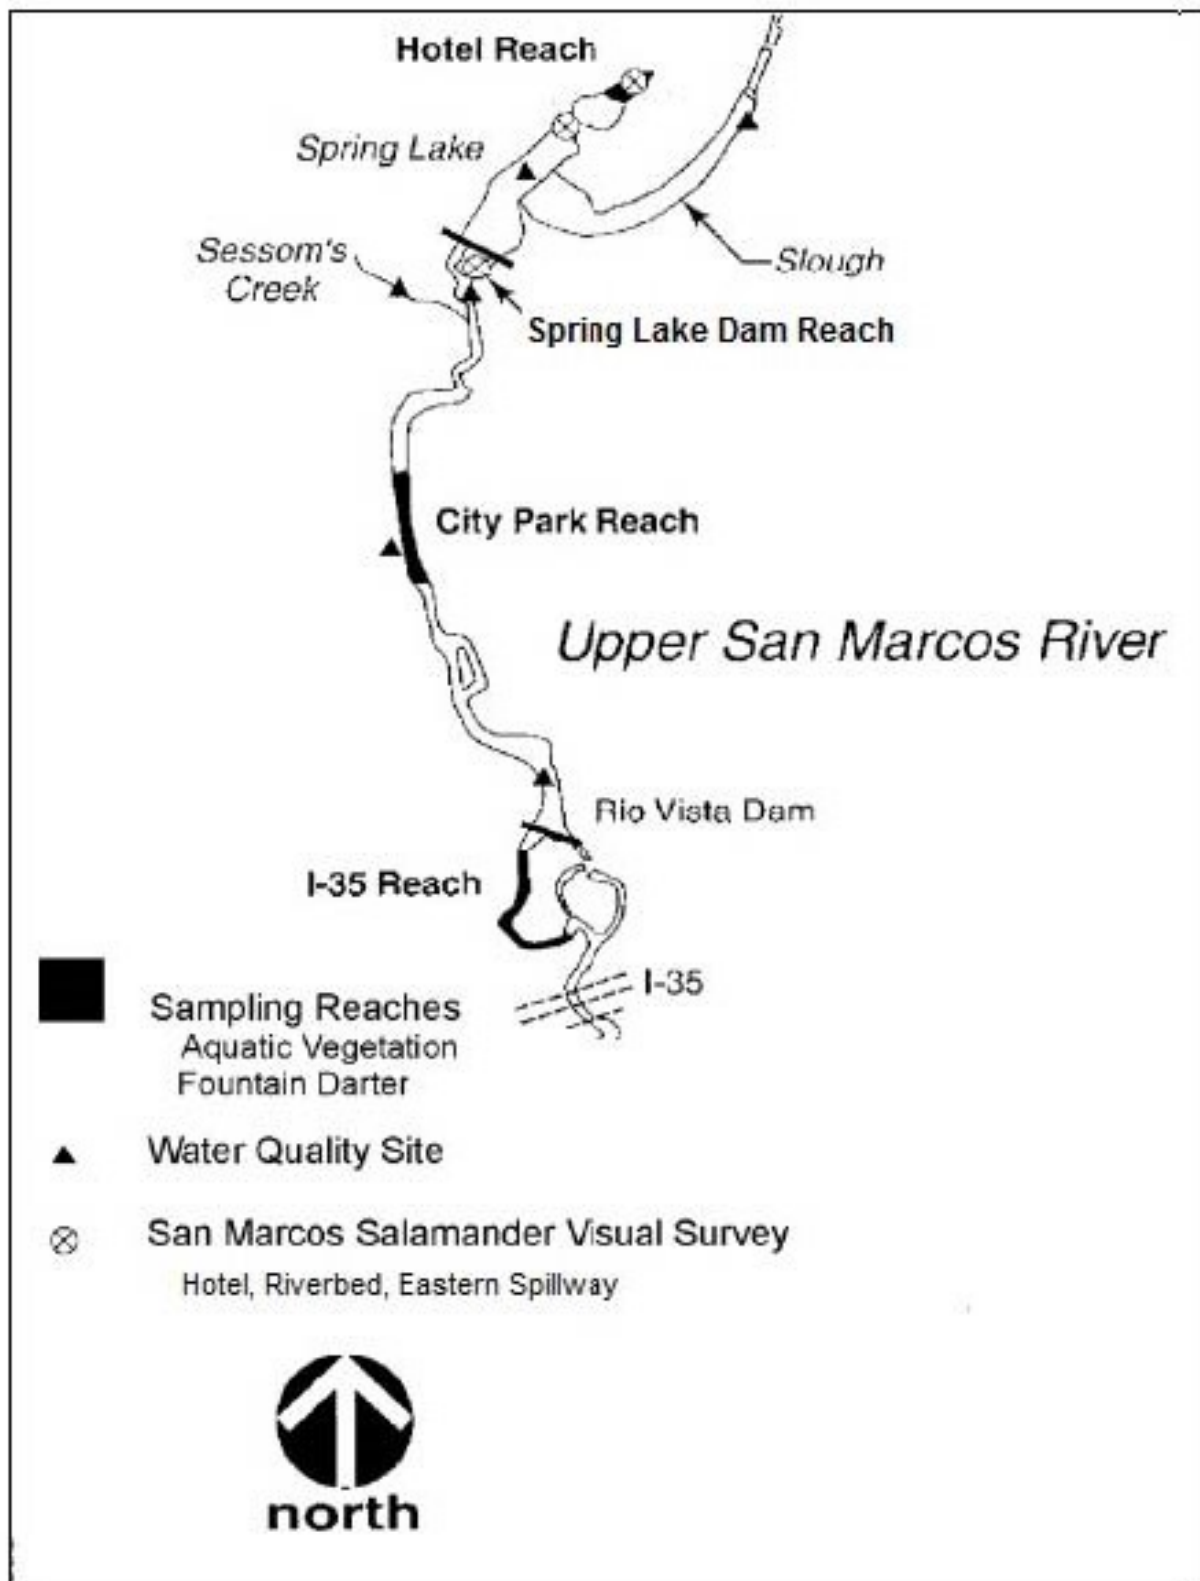 Hotel Reach
Spring Lake
Sessom's
Creek
Slough
Spring Lake Dam Reach
City Park Reach
Upper San Marcos River
Rio Vista Dam
I-35 Reach
I-35
Sampling Reaches
Aquatic Vegetation
Fountain Darter
Water Quality Site
San Marcos Salamander Visual Survey
Hotel, Riverbed, Eastern Spillway
north